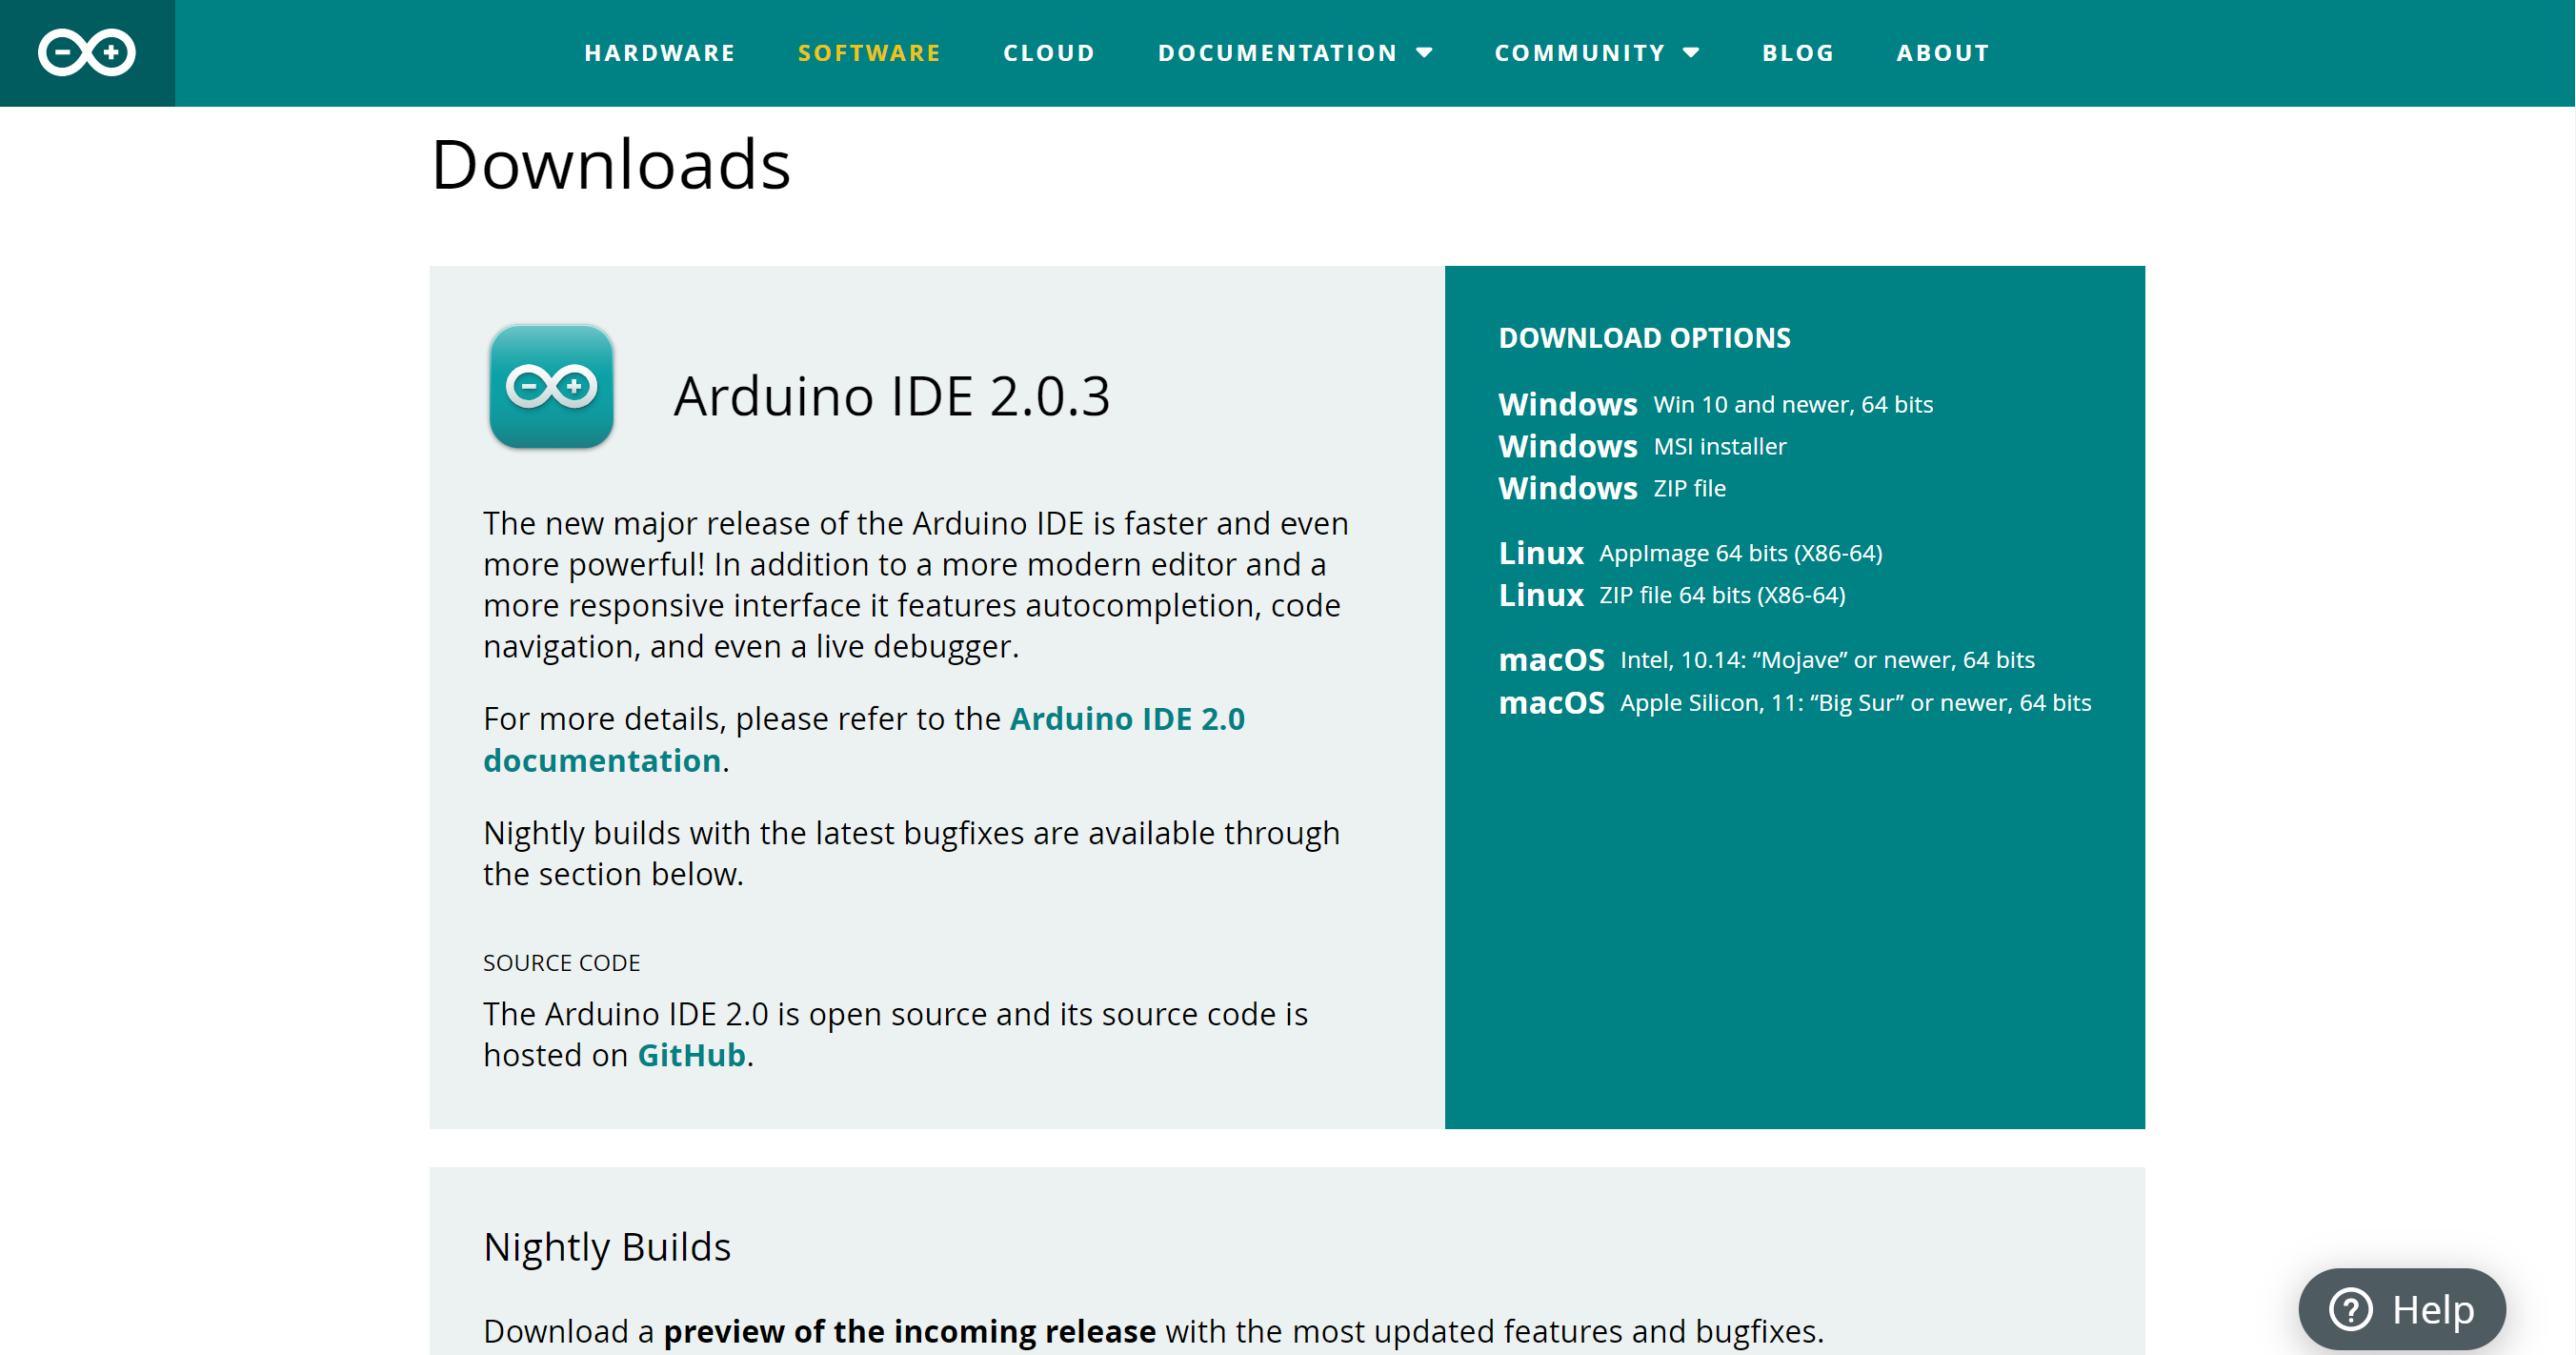 HARDWARE SOFTWARE CLOUD DOCUMENTATION COMMUNITY BLOG ABOUT
Downloads
Arduino IDE 2.0.3
The new major release of the Arduino IDE is faster and even
more powerful! In addition to a more modern editor and a
more responsive interface it features autocompletion, code
navigation, and even a live debugger.
For more details, please refer to the Arduino IDE 2.0
documentation.
Nightly builds with the latest bugfixes are available through
the section below.
SOURCE CODE
The Arduino IDE 2.0 is open source and its source code is
hosted on GitHub.
DOWNLOAD OPTIONS
Windows Win 10 and newer, 64 bits
Windows MSI installer
Windows ZIP file
Linux AppImage 64 bits (X86-64)
Linux ZIP file 64 bits (X86-64)
macOS Intel, 10.14: “Mojave” or newer, 64 bits
macOS Apple Silicon, 11: “Big Sur” or newer, 64 bits
Nightly Builds
Download a preview of the incoming release with the most updated features and bugfixes.
Help